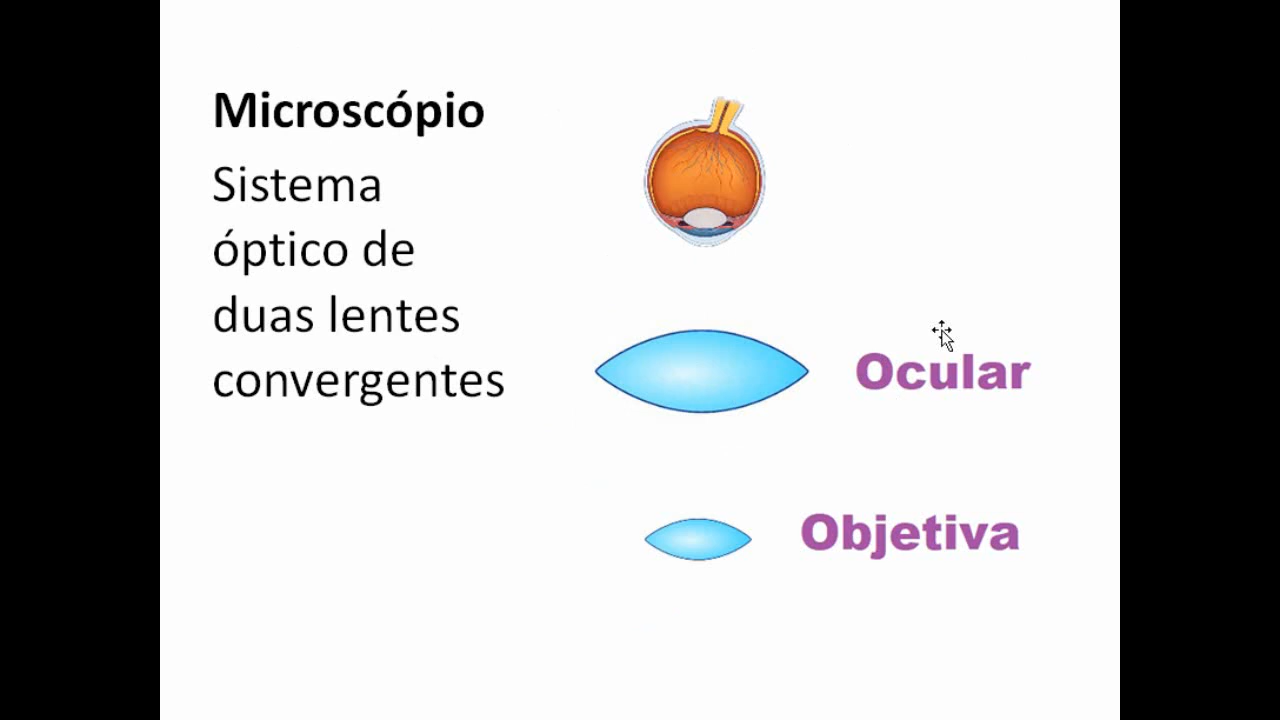 Microscópio
Sistema
óptico de
duas lentes
convergentes
Ocular
Objetiva